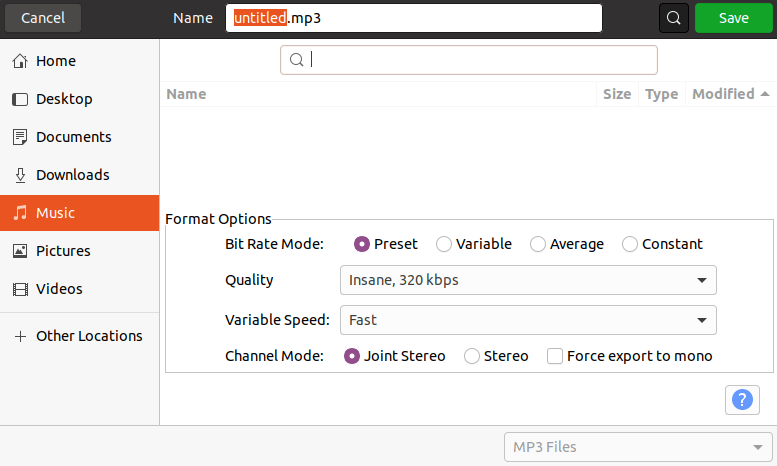 Cancel Name untitled.mp3 Save
Home
Desktop
Documents
Downloads
Music
Pictures
Videos
Other Locations
Name Size Type Modified
Format Options
Bit Rate Mode: Preset Variable Average Constant
Quality Insane, 320 kbps
Variable Speed: Fast
Channel Mode: Joint Stereo Stereo Force export to mono
?
MP3 Files